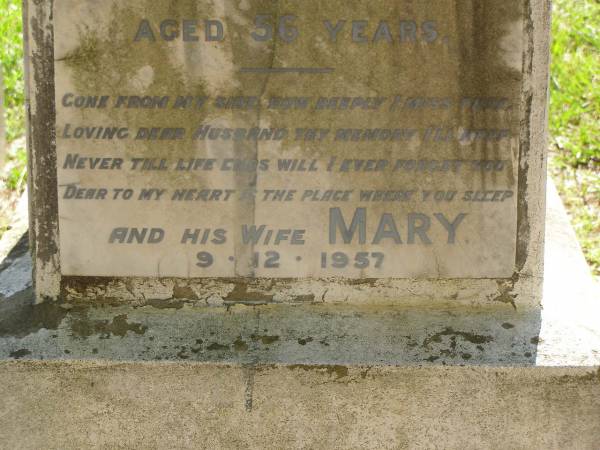 AGED 56 YEARS.
GONE FROM MY SIDE, HOW DEEPLY I MISS THEE,
LOVING DEAR HUSBAND THY MEMORY I'LL KEEP
NEVER TILL LIFE ENDS WILL I EVER FORGET YOU
DEAR TO MY HEART IS THE PLACE WHERE YOU SLEEP
AND HIS WIFE MARY.
9 · 12 · 1957